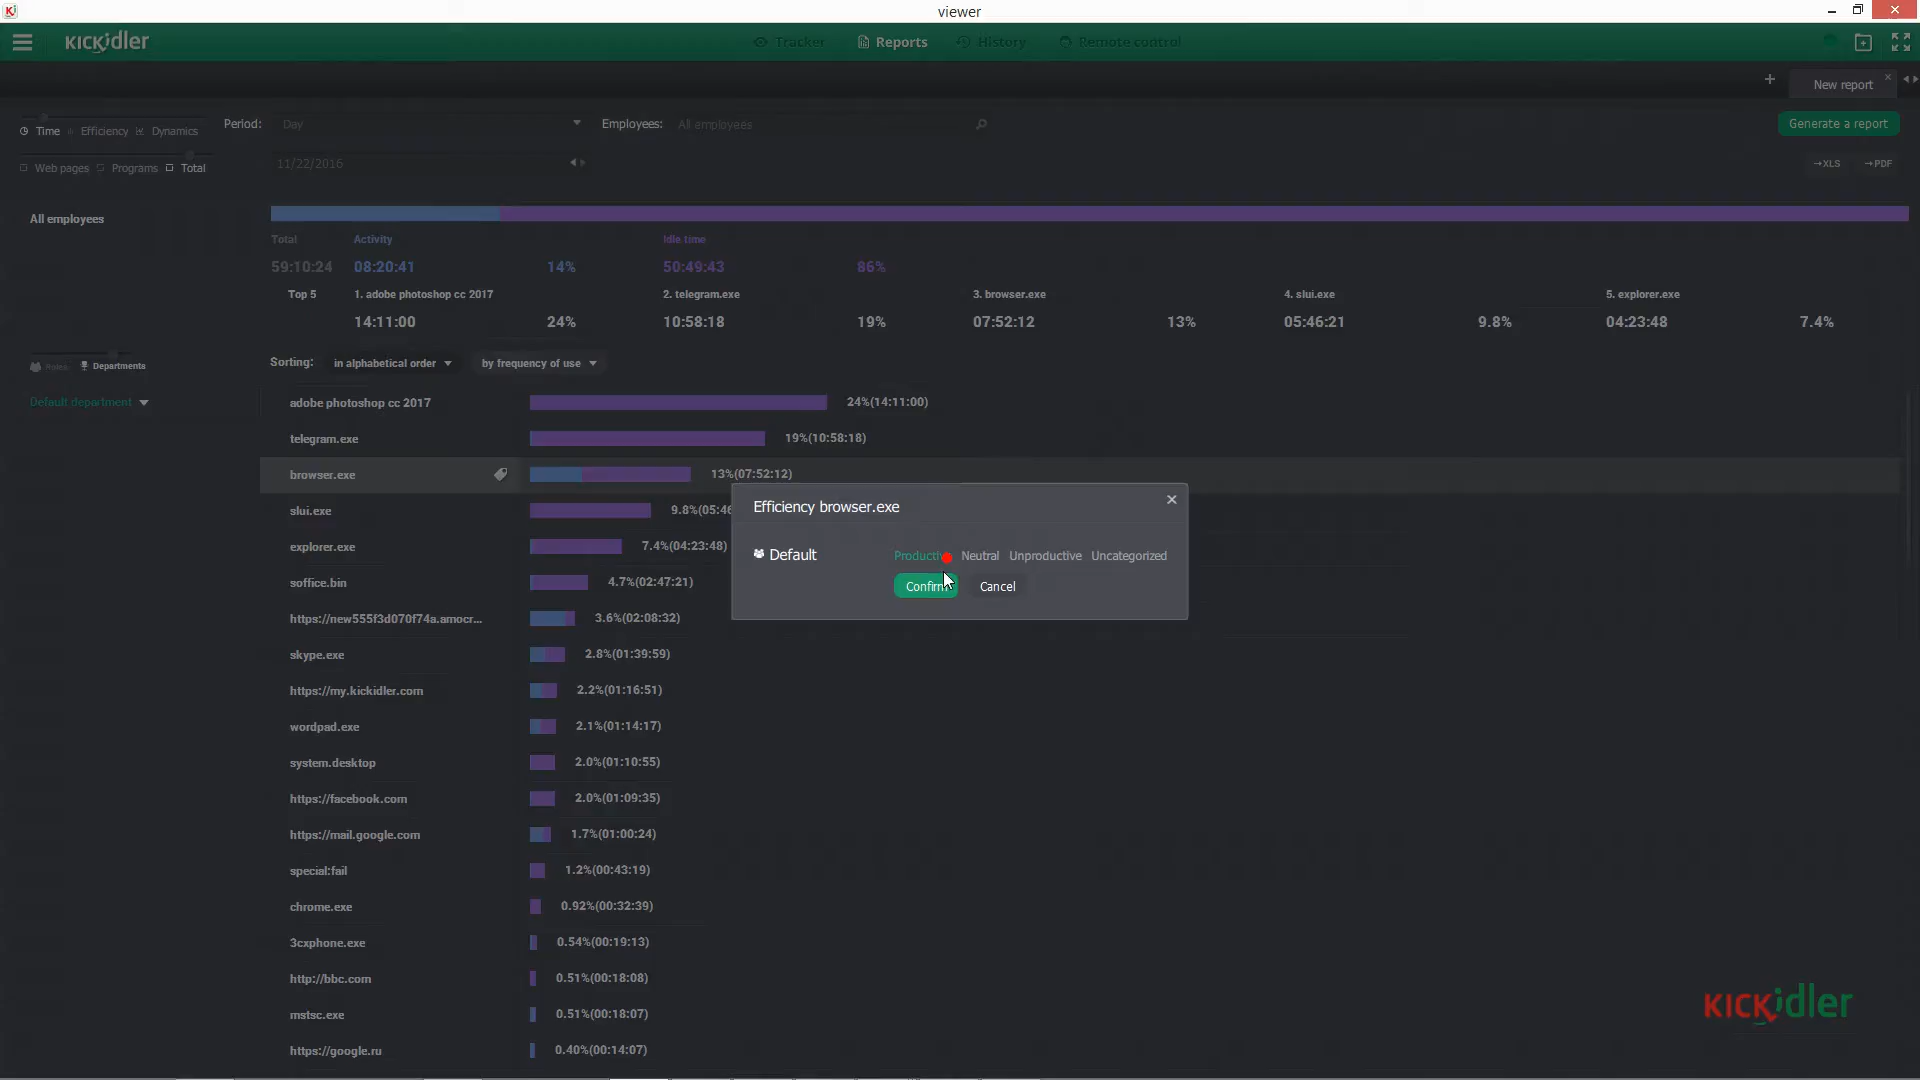 viewer
KICKidler
Tracker Reports History Remote control
New report
Time Efficiency Dynamics Period: Day Employees: All employees Generate a report
Web pages Programs Total 11/22/2016 →XLS →PDF
All employees
Total Activity Idle time
59:10:24 08:20:41 14% 50:49:43 86%
Top 5 1. adobe photoshop cc 2017 2. telegram.exe 3. browser.exe 4. slui.exe 5. explorer.exe
14:11:00 24% 10:58:18 19% 07:52:12 13% 05:46:21 9.8% 04:23:48 7.4%
Sorting: in alphabetical order by frequency of use
Roles Departments
Default department
adobe photoshop cc 2017 24%(14:11:00)
telegram.exe 19%(10:58:18)
browser.exe 13%(07:52:12)
slui.exe 9.8%(05:46
explorer.exe 7.4%(04:23:48)
Efficiency browser.exe
Default Productive Neutral Unproductive Uncategorized
Confirm Cancel
soffice.bin 4.7%(02:47:21)
https://new555f3d070f74a.amocr... 3.6%(02:08:32)
skype.exe 2.8%(01:39:59)
https://my.kickidler.com 2.2%(01:16:51)
wordpad.exe 2.1%(01:14:17)
system.desktop 2.0%(01:10:55)
https://facebook.com 2.0%(01:09:35)
https://mail.google.com 1.7%(01:00:24)
special:fail 1.2%(00:43:19)
chrome.exe 0.92%(00:32:39)
3cxphone.exe 0.54%(00:19:13)
http://bbc.com 0.51%(00:18:08)
mstsc.exe 0.51%(00:18:07)
https://google.ru 0.40%(00:14:07)
KICKidler